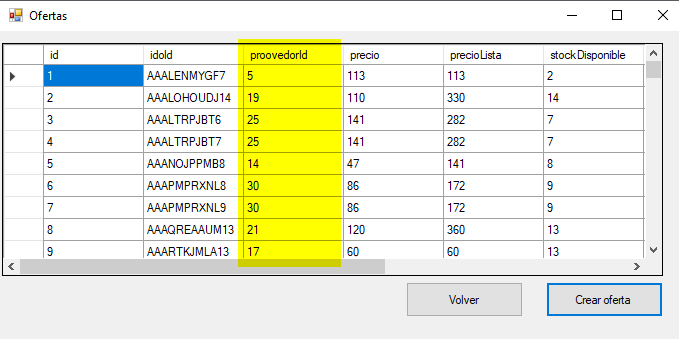 Ofertas
id idoId proovedorId precio precioLista stockDisponible
1 AAALENMYGF7 5 113 113 2
2 AAALOHOUDJ14 19 110 330 14
3 AAALTRPJBT6 25 141 282 7
4 AAALTRPJBT7 25 141 282 7
5 AAANOJPPMB8 14 47 141 8
6 AAAPMPRXNL8 30 86 172 9
7 AAAPMPRXNL9 30 86 172 9
8 AAAQREAAUM13 21 120 360 13
9 AAARTKJMLA13 17 60 60 13
Volver Crear oferta